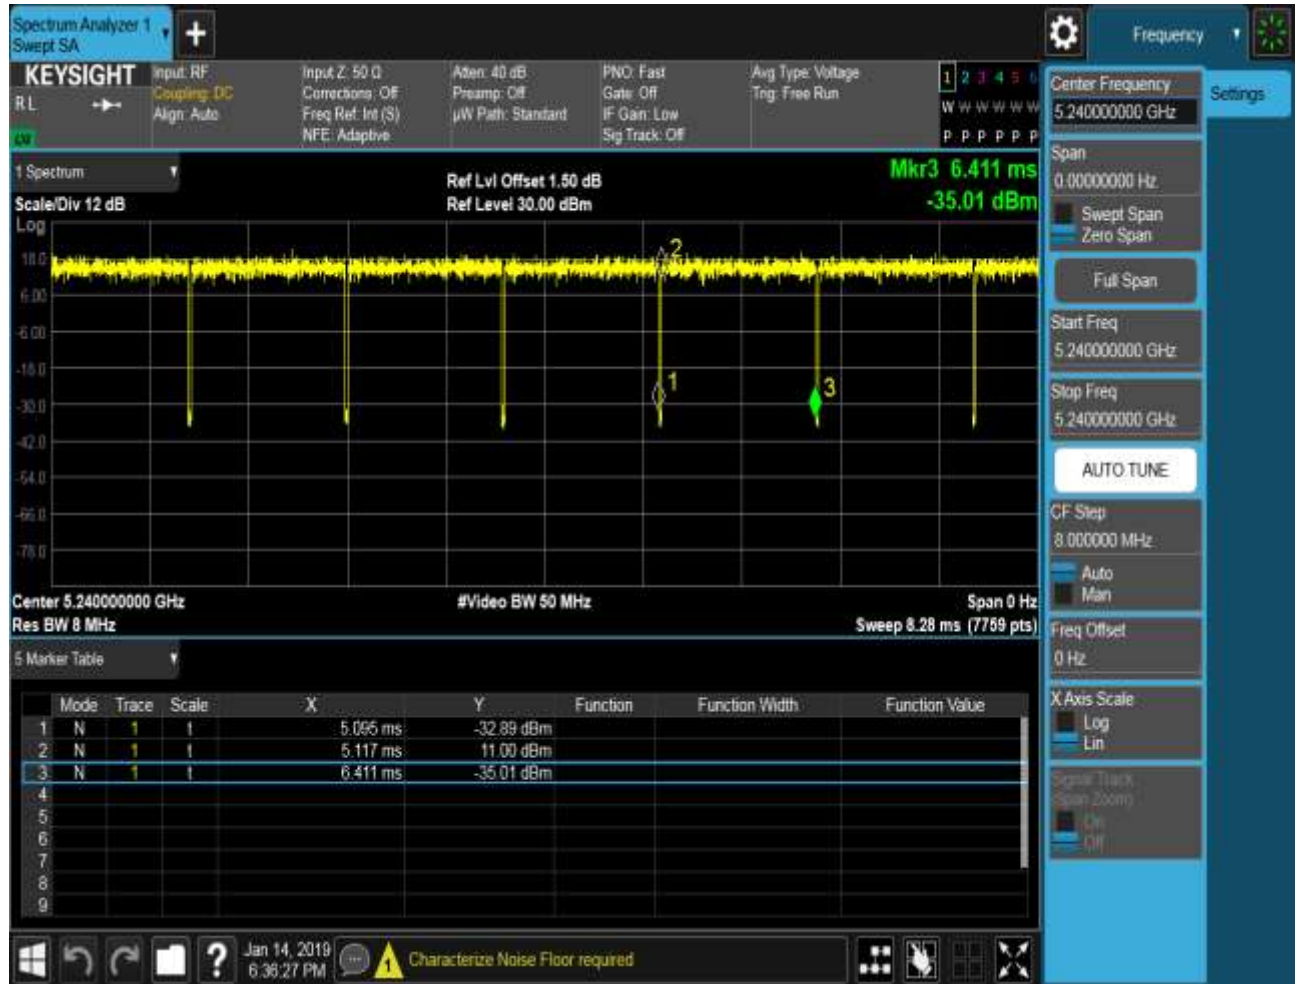 Spectrum Analyzer 1
Swept SA
Frequency
KEYSIGHT
RL
Input: RF
Coupling: DC
Align: Auto
Input Z: 50 Ω
Corrections: Off
Freq Ref: Int (S)
NFE: Adaptive
Atten: 40 dB
Preamp: Off
µW Path: Standard
PNO: Fast
Gate: Off
IF Gain: Low
Sig Track: Off
Avg Type: Voltage
Trig: Free Run
1 2 3 4 5 6
W W W W W W
P P P P P P
1 Spectrum
Scale/Div 12 dB
Ref Lvl Offset 1.50 dB
Ref Level 30.00 dBm
Mkr3 6.411 ms
-35.01 dBm
Log
18.0
6.00
-6.00
-18.0
-30.0
-42.0
-54.0
-66.0
-78.0
2
1
3
Center 5.240000000 GHz
Res BW 8 MHz
#Video BW 50 MHz
Span 0 Hz
Sweep 8.28 ms (7759 pts)
5 Marker Table
Mode Trace Scale X Y Function Function Width Function Value
1 N 1 t 5.095 ms -32.89 dBm
2 N 1 t 5.117 ms 11.00 dBm
3 N 1 t 6.411 ms -35.01 dBm
4
5
6
7
8
9
Jan 14, 2019
6:36:27 PM
1
Characterize Noise Floor required
Center Frequency
5.240000000 GHz
Settings
Span
0.00000000 Hz
Swept Span
Zero Span
Full Span
Start Freq
5.240000000 GHz
Stop Freq
5.240000000 GHz
AUTO TUNE
CF Step
8.000000 MHz
Auto
Man
Freq Offset
0 Hz
X Axis Scale
Log
Lin
Signal Track
(Span Zoom)
On
Off